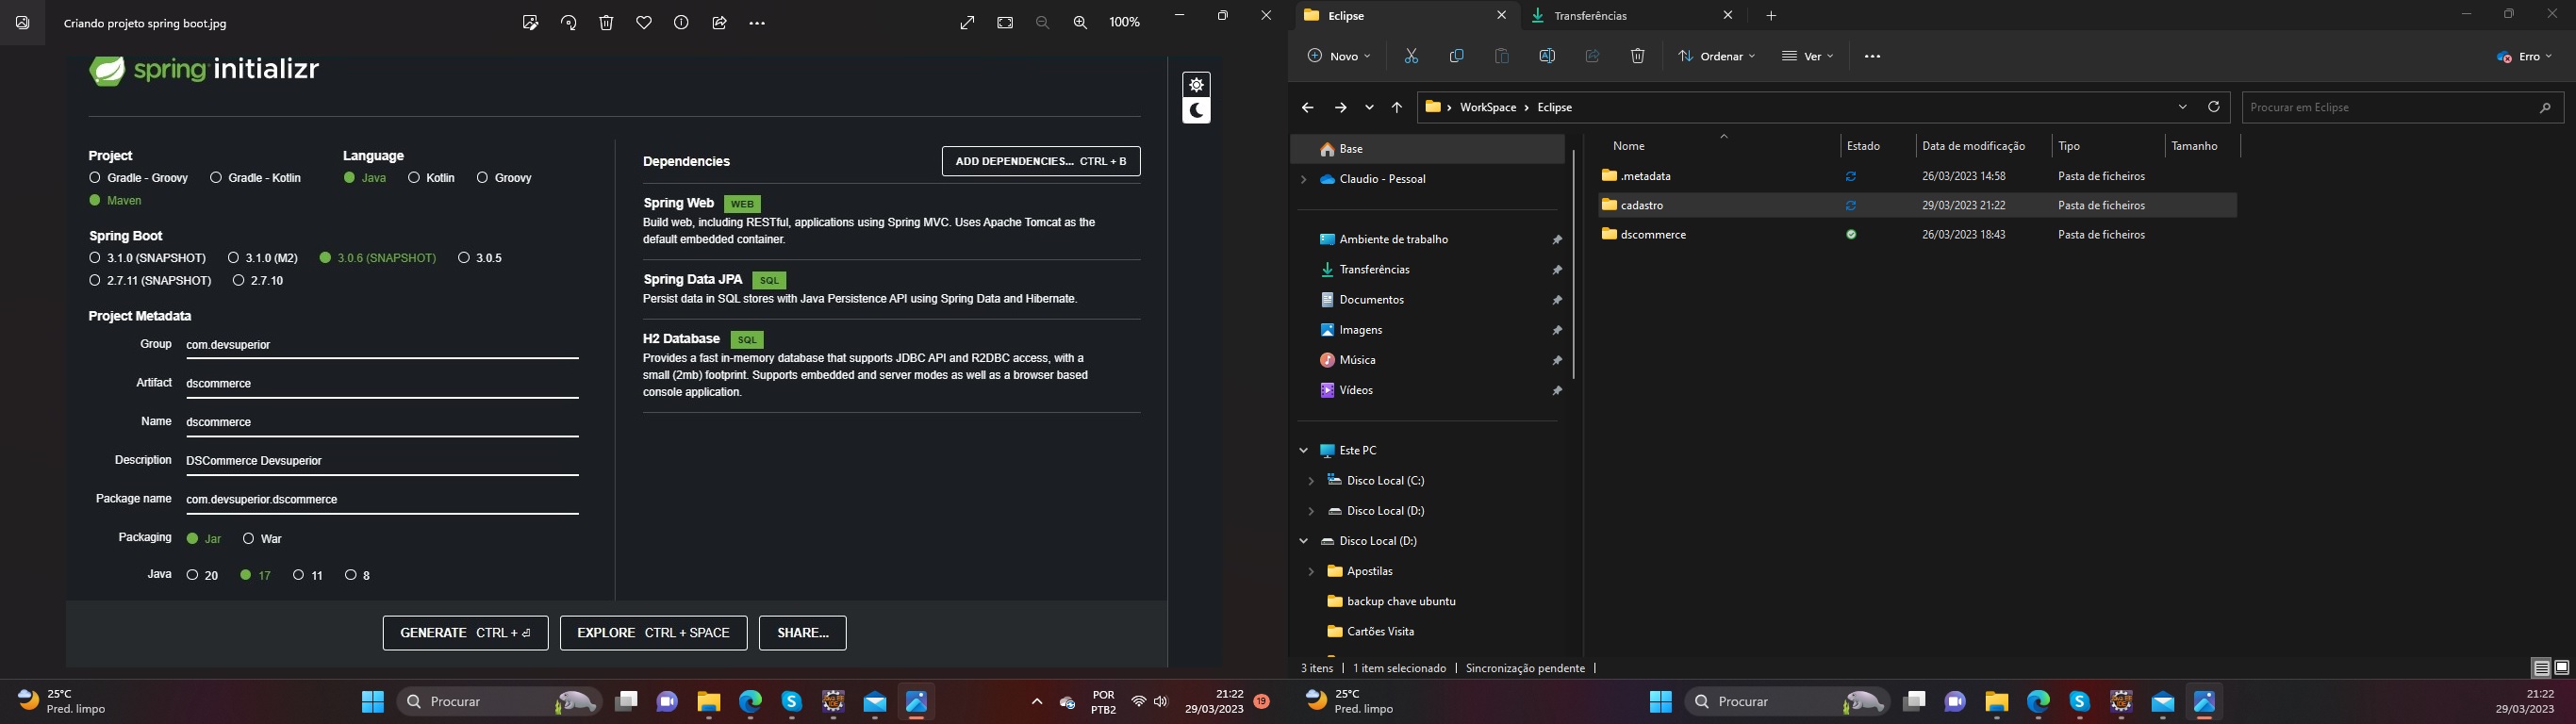 Criando projeto spring boot.jpg
100%
spring initializr
Project
Gradle - Groovy
Gradle - Kotlin
Maven
Language
Java
Kotlin
Groovy
Spring Boot
3.1.0 (SNAPSHOT)
3.1.0 (M2)
3.0.6 (SNAPSHOT)
3.0.5
2.7.11 (SNAPSHOT)
2.7.10
Project Metadata
Group com.devsuperior
Artifact dscommerce
Name dscommerce
Description DSCommerce Devsuperior
Package name com.devsuperior.dscommerce
Packaging Jar War
Java 20 17 11 8
Dependencies
ADD DEPENDENCIES... CTRL + B
Spring Web WEB
Build web, including RESTful, applications using Spring MVC. Uses Apache Tomcat as the
default embedded container.
Spring Data JPA SQL
Persist data in SQL stores with Java Persistence API using Spring Data and Hibernate.
H2 Database SQL
Provides a fast in-memory database that supports JDBC API and R2DBC access, with a
small (2mb) footprint. Supports embedded and server modes as well as a browser based
console application.
GENERATE CTRL + ⏎
EXPLORE CTRL + SPACE
SHARE...
25°C
Pred. limpo
Procurar
POR
PTB2
21:22
29/03/2023
19
Eclipse
Transferências
Novo
Ordenar
Ver
Erro
WorkSpace
Eclipse
Procurar em Eclipse
Base
Claudio - Pessoal
Ambiente de trabalho
Transferências
Documentos
Imagens
Música
Vídeos
Este PC
Disco Local (C:)
Disco Local (D:)
Disco Local (D:)
Apostilas
backup chave ubuntu
Cartões Visita
Nome Estado Data de modificação Tipo Tamanho
.metadata 26/03/2023 14:58 Pasta de ficheiros
cadastro 29/03/2023 21:22 Pasta de ficheiros
dscommerce 26/03/2023 18:43 Pasta de ficheiros
3 itens 1 item selecionado Sincronização pendente
25°C
Pred. limpo
Procurar
21:22
29/03/2023